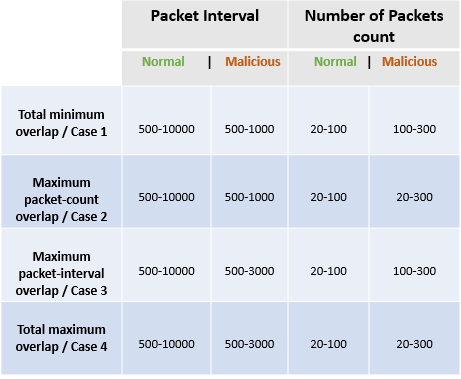 Packet Interval Number of Packets
count
Normal | Malicious Normal | Malicious
Total minimum
overlap / Case 1 500-10000 500-1000 20-100 100-300
Maximum
packet-count
overlap / Case 2 500-10000 500-1000 20-100 20-300
Maximum
packet-interval
overlap / Case 3 500-10000 500-3000 20-100 100-300
Total maximum
overlap / Case 4 500-10000 500-3000 20-100 20-300